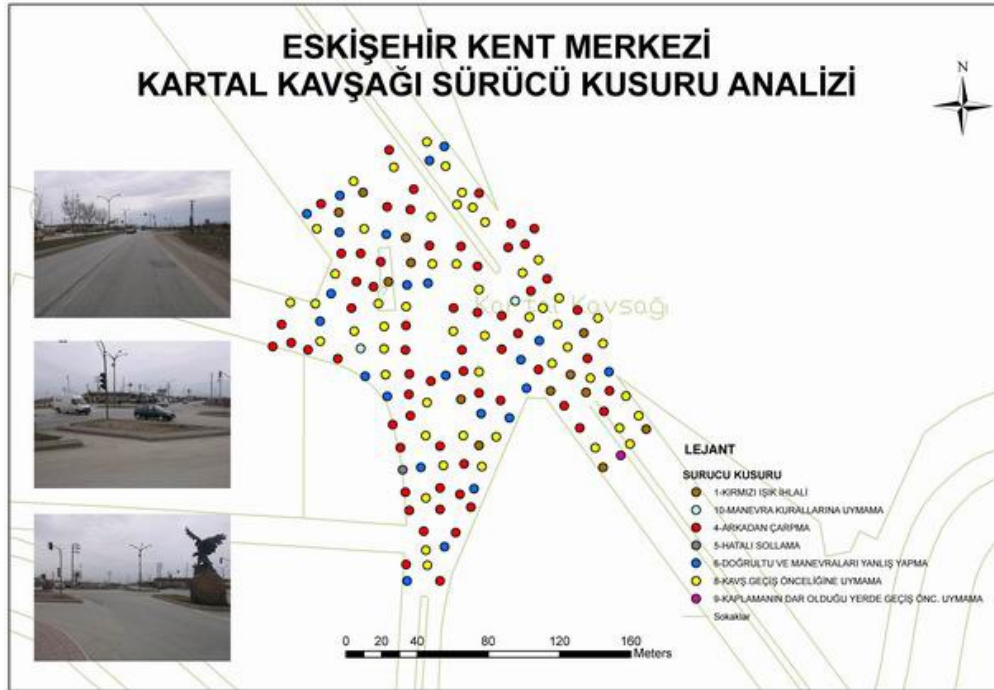 ESKİŞEHİR KENT MERKEZİ
KARTAL KAVŞAĞI SÜRÜCÜ KUSURU ANALİZİ
N
Kartal Kavsağı
LEJANT
SURUCU KUSURU
1-KIRMIZI IŞIK İHLALİ
10-MANEVRA KURALLARINA UYMAMA
4-ARKADAN ÇARPMA
5-HATALI SOLLAMA
6-DOĞRULTU VE MANEVRALARI YANLIŞ YAPMA
8-KAVŞ.GEÇİŞ ÖNCELİĞİNE UYMAMA
9-KAPLAMANIN DAR OLDUĞU YERDE GEÇİŞ ÖNC. UYMAMA
Sokaklar
0 20 40 80 120 160
Meters